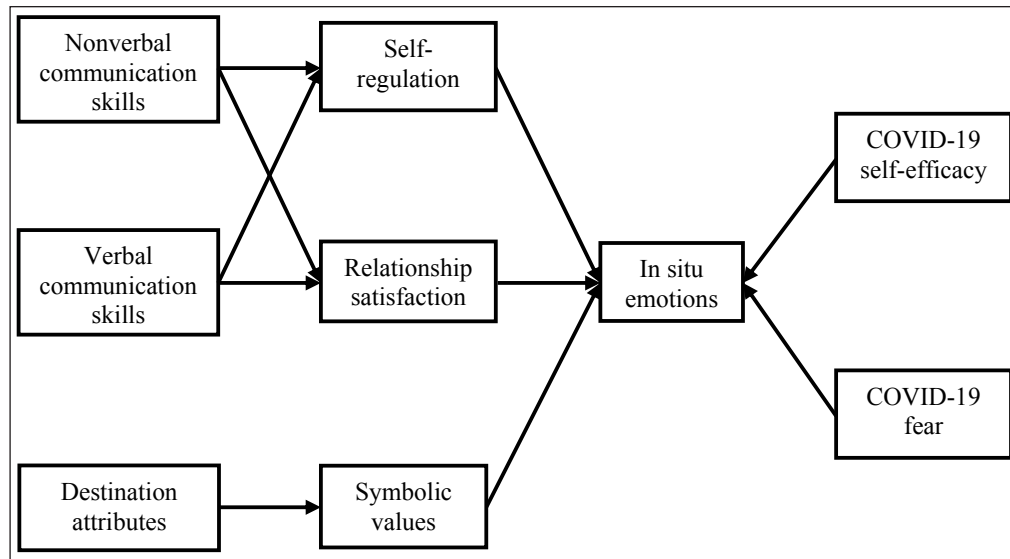 Nonverbal
communication
skills
Self-
regulation
COVID-19
self-efficacy
Verbal
communication
skills
Relationship
satisfaction
In situ
emotions
COVID-19
fear
Destination
attributes
Symbolic
values